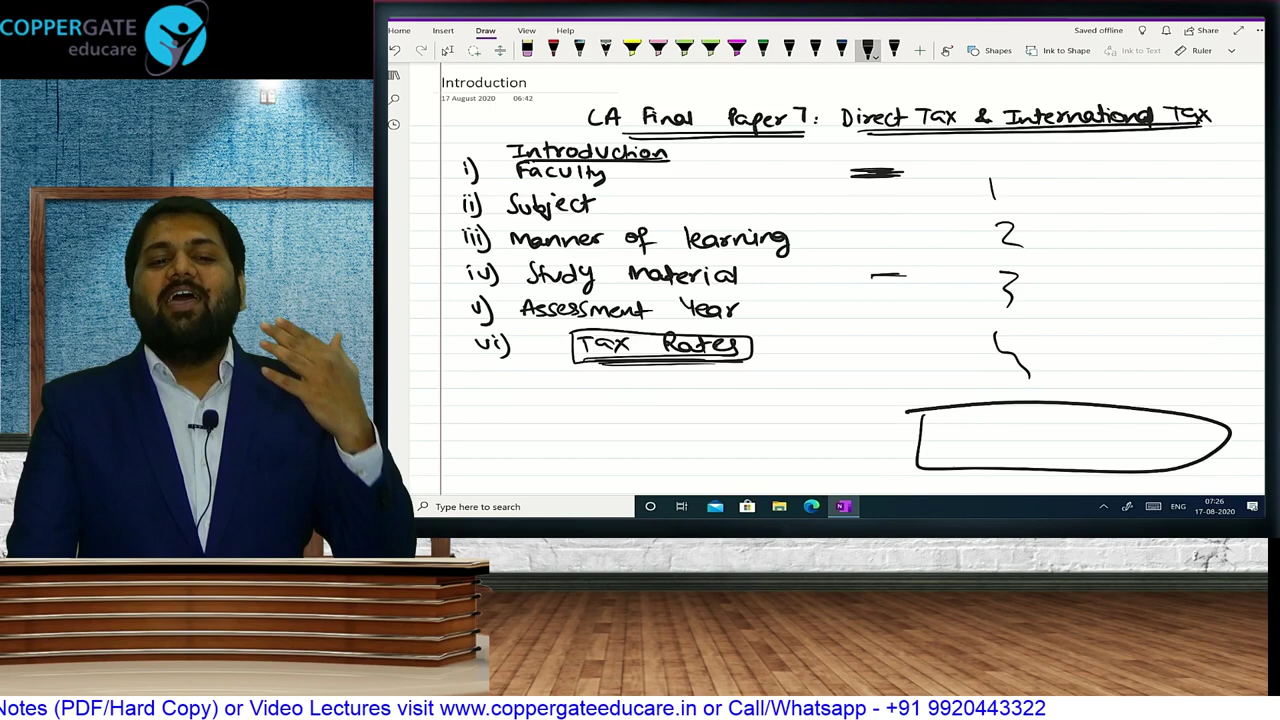 COPPERGATE
educare
Home Insert Draw View Help
Saved offline
Share
Shapes Ink to Shape Ink to Text Ruler
Introduction
17 August 2020 06:42
CA Final Paper 7: Direct Tax & International Tax
Introduction
i) Faculty
ii) Subject
iii) Manner of learning
iv) Study Material
v) Assessment Year
vi) Tax Rates
1
2
3
4
Type here to search
ENG
07:26
17-08-2020
Notes (PDF/Hard Copy) or Video Lectures visit www.coppergateeducare.in or Call/Whatsapp - +91 9920443322